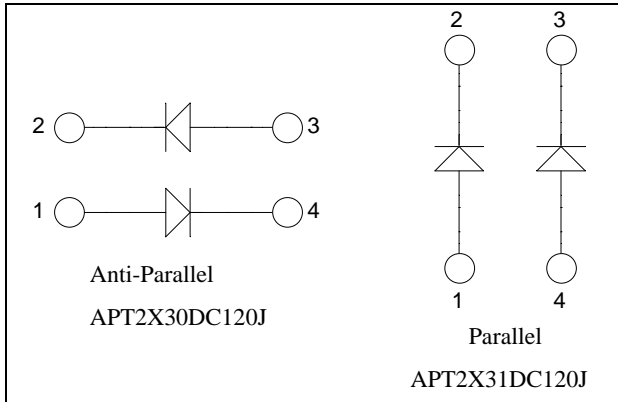 2 3
1 4
Anti-Parallel
APT2X30DC120J
2 3
1 4
Parallel
APT2X31DC120J